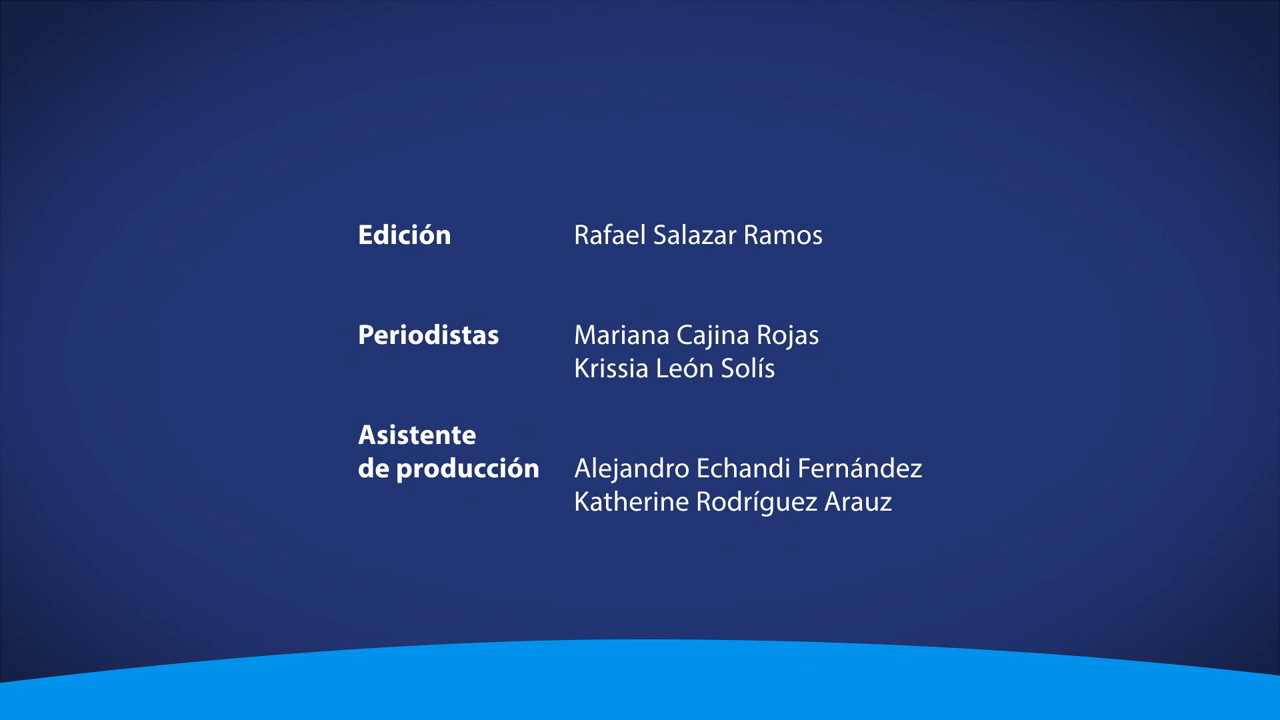 Edición Rafael Salazar Ramos
Periodistas Mariana Cajina Rojas
Krissia León Solís
Asistente
de producción Alejandro Echandi Fernández
Katherine Rodríguez Arauz